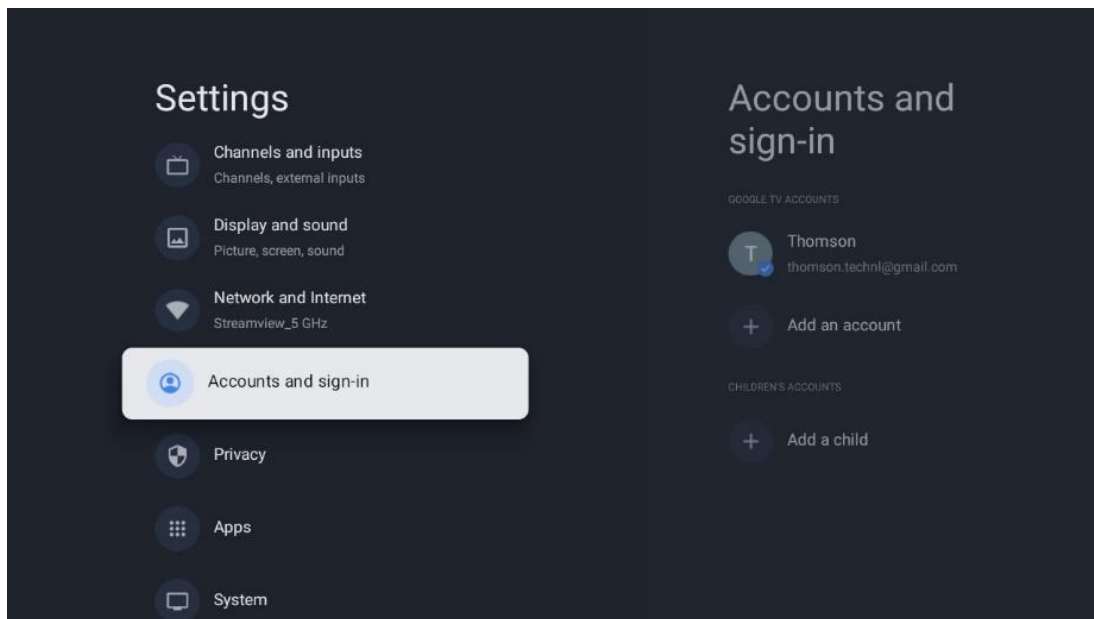 Settings
Channels and inputs
Channels, external inputs
Display and sound
Picture, screen, sound
Network and Internet
Streamview_5 GHz
Accounts and sign-in
Privacy
Apps
System
Accounts and
sign-in
GOOGLE TV ACCOUNTS
T
Thomson
thomson.technl@gmail.com
Add an account
CHILDREN'S ACCOUNTS
Add a child